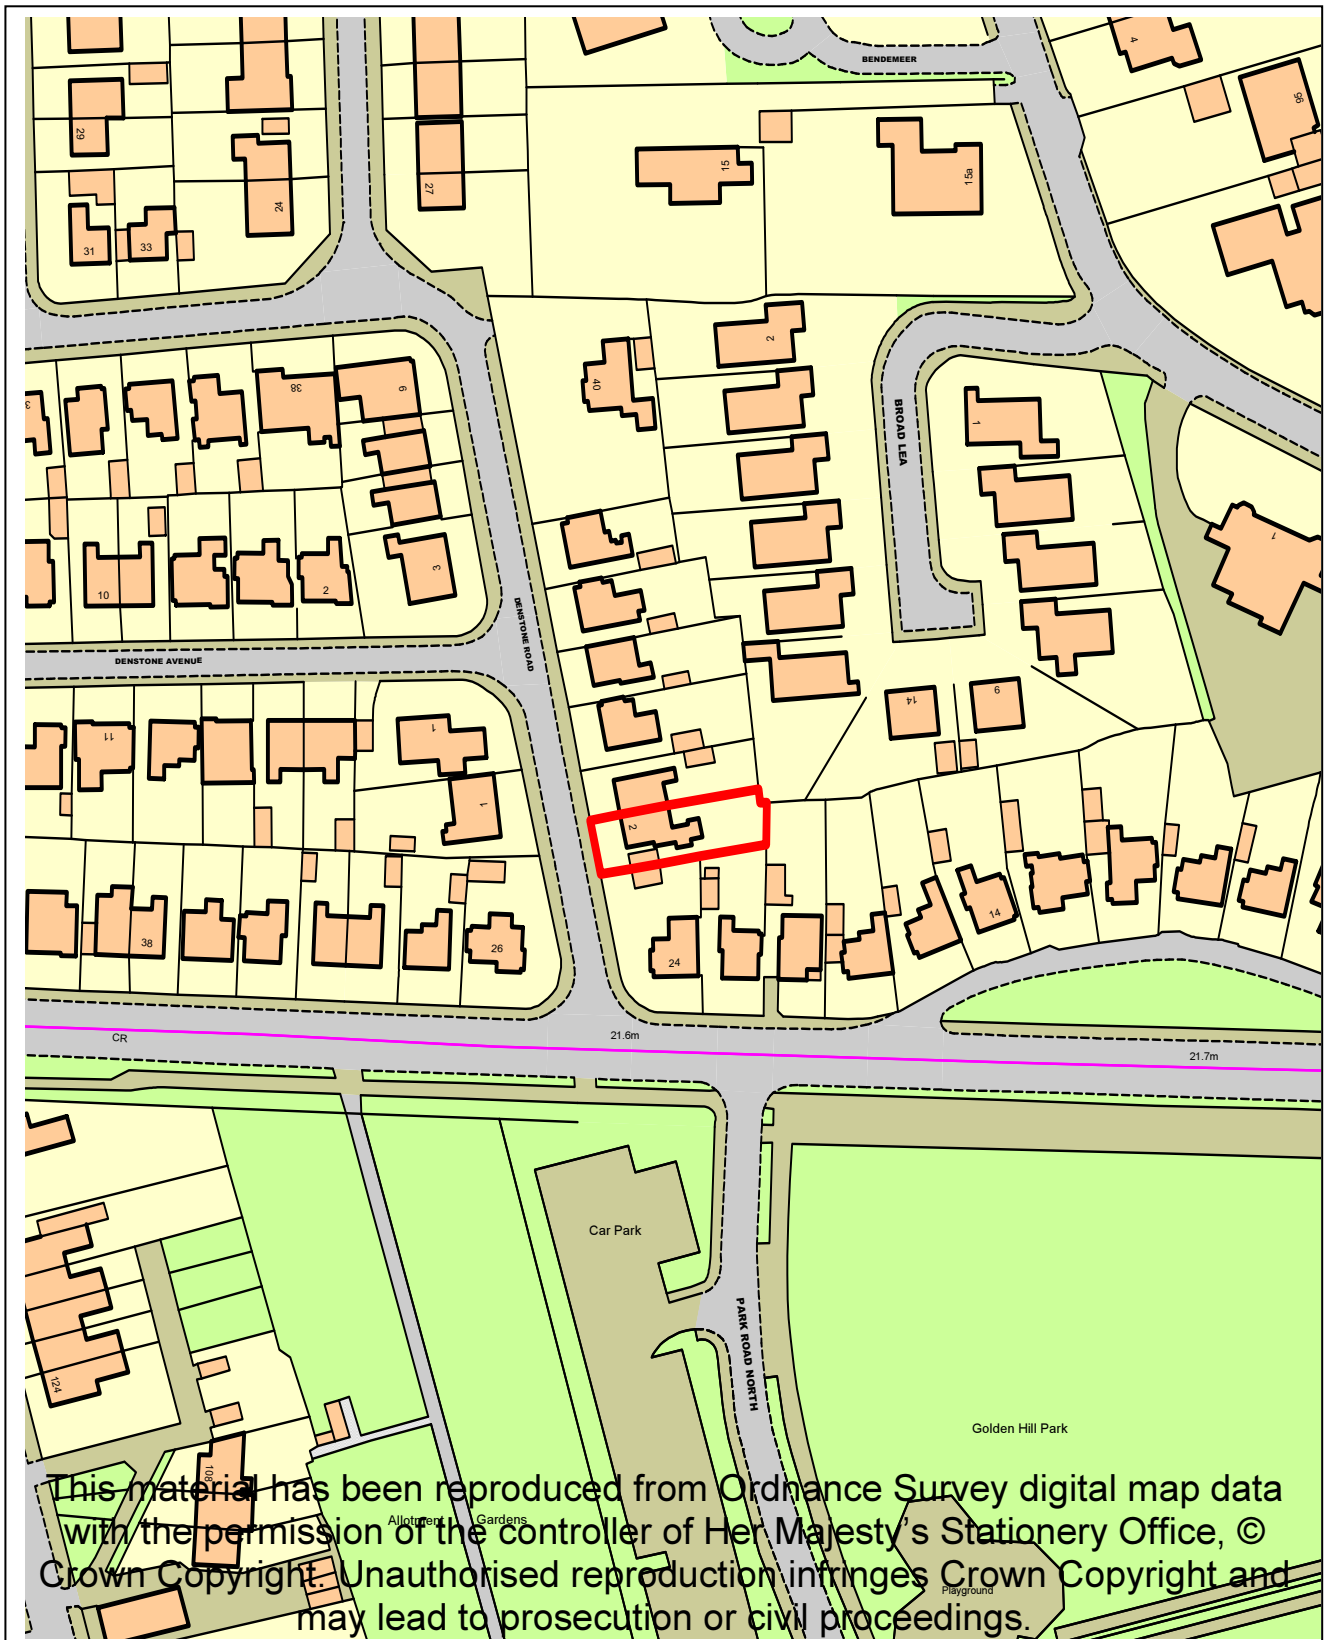 BENDEMEER
4
95
29
27
24
15
15a
31
33
2
40
38
9
3
1
BROAD LEA
1
3
10
2
DENSTONE ROAD
DENSTONE AVENUE
14
9
11
1
1
2
38
26
24
14
CR
21.6m
21.7m
Car Park
PARK ROAD NORTH
124
Golden Hill Park
108
This material has been reproduced from Ordnance Survey digital map data
with the permission of the controller of Her Majesty's Stationery Office, ©
Allotment Gardens
Crown Copyright. Unauthorised reproduction infringes Crown Copyright and
Playground
may lead to prosecution or civil proceedings.